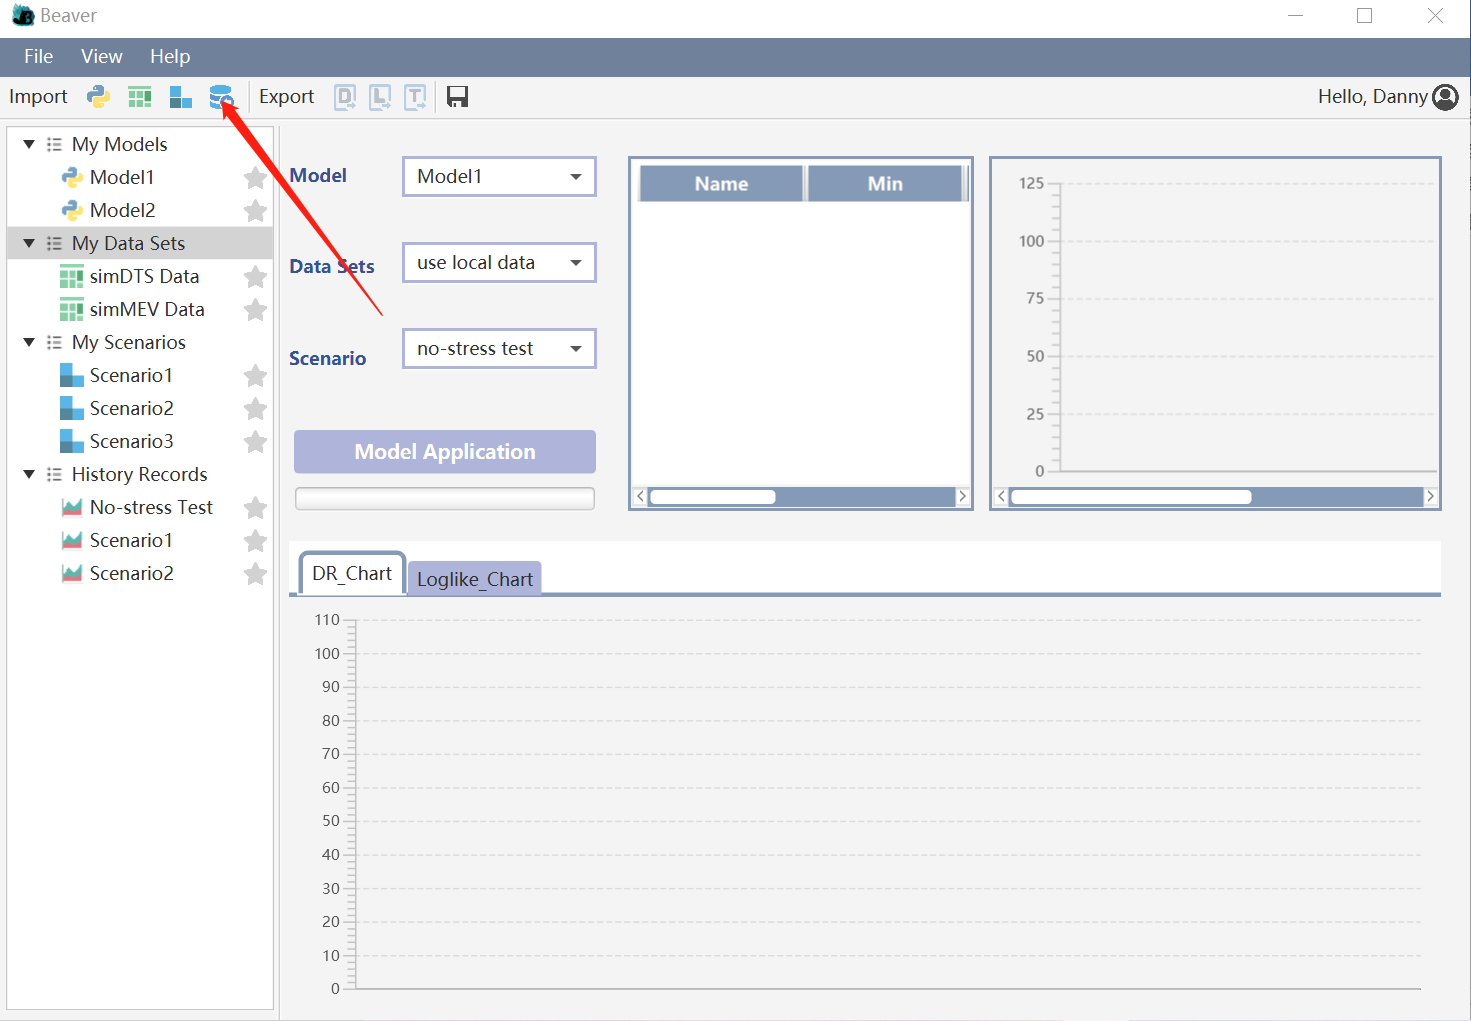 Beaver
File View Help
Import Export D L T Hello, Danny
My Models
Model1
Model2
My Data Sets
simDTS Data
simMEV Data
My Scenarios
Scenario1
Scenario2
Scenario3
History Records
No-stress Test
Scenario1
Scenario2
Model Model1
Data Sets use local data
Scenario no-stress test
Model Application
Name Min
125
100
75
50
25
0
DR_Chart Loglike_Chart
110
100
90
80
70
60
50
40
30
20
10
0